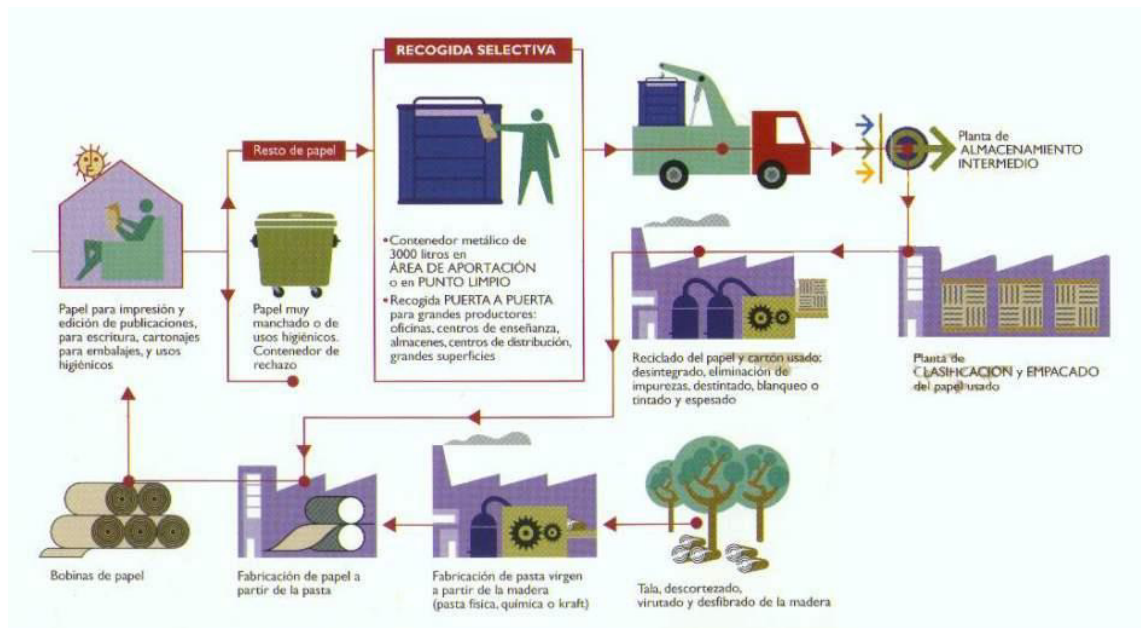 RECOGIDA SELECTIVA
Resto de papel
Planta de
ALMACENAMIENTO
INTERMEDIO
•Contenedor metálico de
3000 litros en
ÁREA DE APORTACIÓN
o en PUNTO LIMPIO
•Recogida PUERTA A PUERTA
para grandes productores:
oficinas, centros de enseñanza,
almacenes, centros de distribución,
grandes superficies
Papel para impresión y
edición de publicaciones,
para escritura, cartonajes
para embalajes, y usos
higiénicos
Papel muy
manchado o de
usos higiénicos.
Contenedor de
rechazo
Reciclado del papel y cartón usado:
desintegrado, eliminación de
impurezas, destintado, blanqueo o
tintado y espesado
Planta de
CLASIFICACION y EMPACADO
del papel usado
Bobinas de papel
Fabricación de papel a
partir de la pasta
Fabricación de pasta virgen
a partir de la madera
(pasta física, química o kraft)
Tala, descortezado,
virutado y desfibrado de la madera